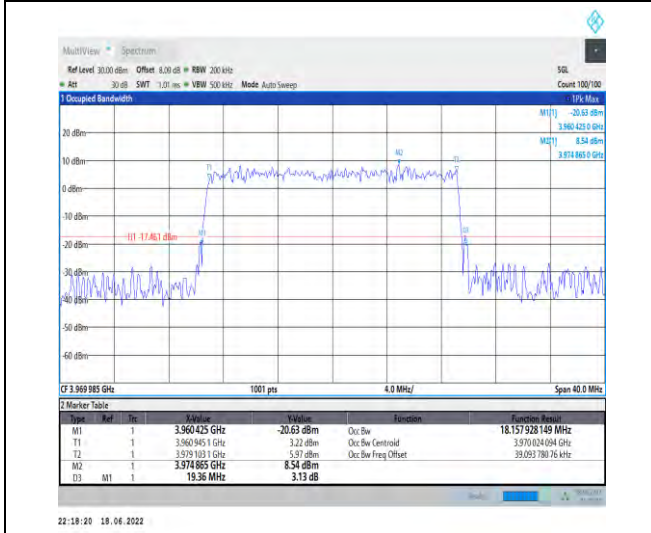 MultiView Spectrum
Ref Level 30.00 dBm Offset 8.00 dB RBW 200 kHz SGL
Att 30 dB SWT 1.01 ms VBW 500 kHz Mode Auto Sweep Count 100/100
1 Occupied Bandwidth 1Pk Max
M1[1] -20.63 dBm
3.960 425 0 GHz
M2[1] 8.54 dBm
3.974 865 0 GHz
20 dBm
M2
10 dBm
T1
0 dBm
-10 dBm
H1 -17.461 dBm
M1
D3
-20 dBm
-30 dBm
-40 dBm
-50 dBm
-60 dBm
CF 3.969 985 GHz 1001 pts 4.0 MHz/ Span 40.0 MHz
2 Marker Table
Type Ref Trc X-Value Y-Value Function Function Result
M1 1 3.960 425 GHz -20.63 dBm Occ Bw 18.157 928 149 MHz
T1 1 3.960 945 1 GHz 3.22 dBm Occ Bw Centroid 3.970 024 094 GHz
T2 1 3.979 103 1 GHz 5.97 dBm Occ Bw Freq Offset 39.093 780 76 kHz
M2 1 3.974 865 GHz 8.54 dBm
D3 M1 1 19.36 MHz 3.13 dB
22:18:20 18.06.2022